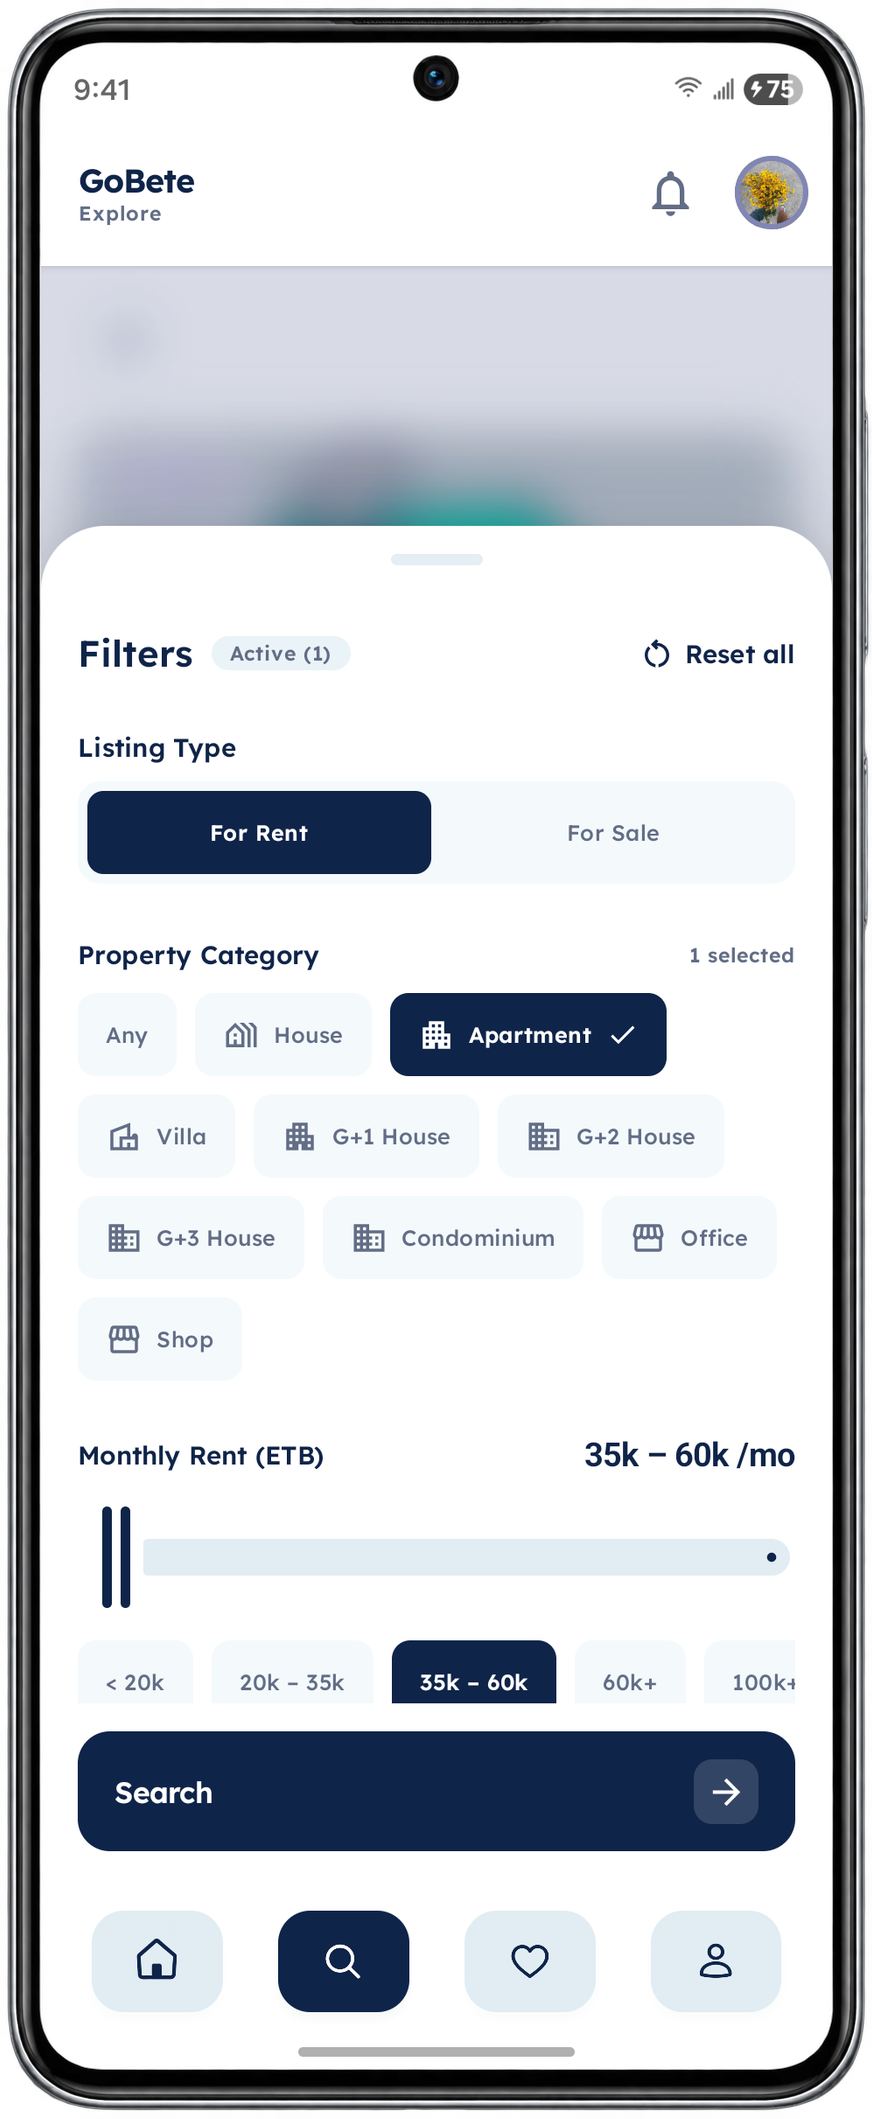 9:41
75
GoBete
Explore
Filters Active (1) Reset all
Listing Type
For Rent For Sale
Property Category 1 selected
Any House Apartment
Villa G+1 House G+2 House
G+3 House Condominium Office
Shop
Monthly Rent (ETB) 35k – 60k /mo
< 20k 20k – 35k 35k – 60k 60k+ 100k+
Search